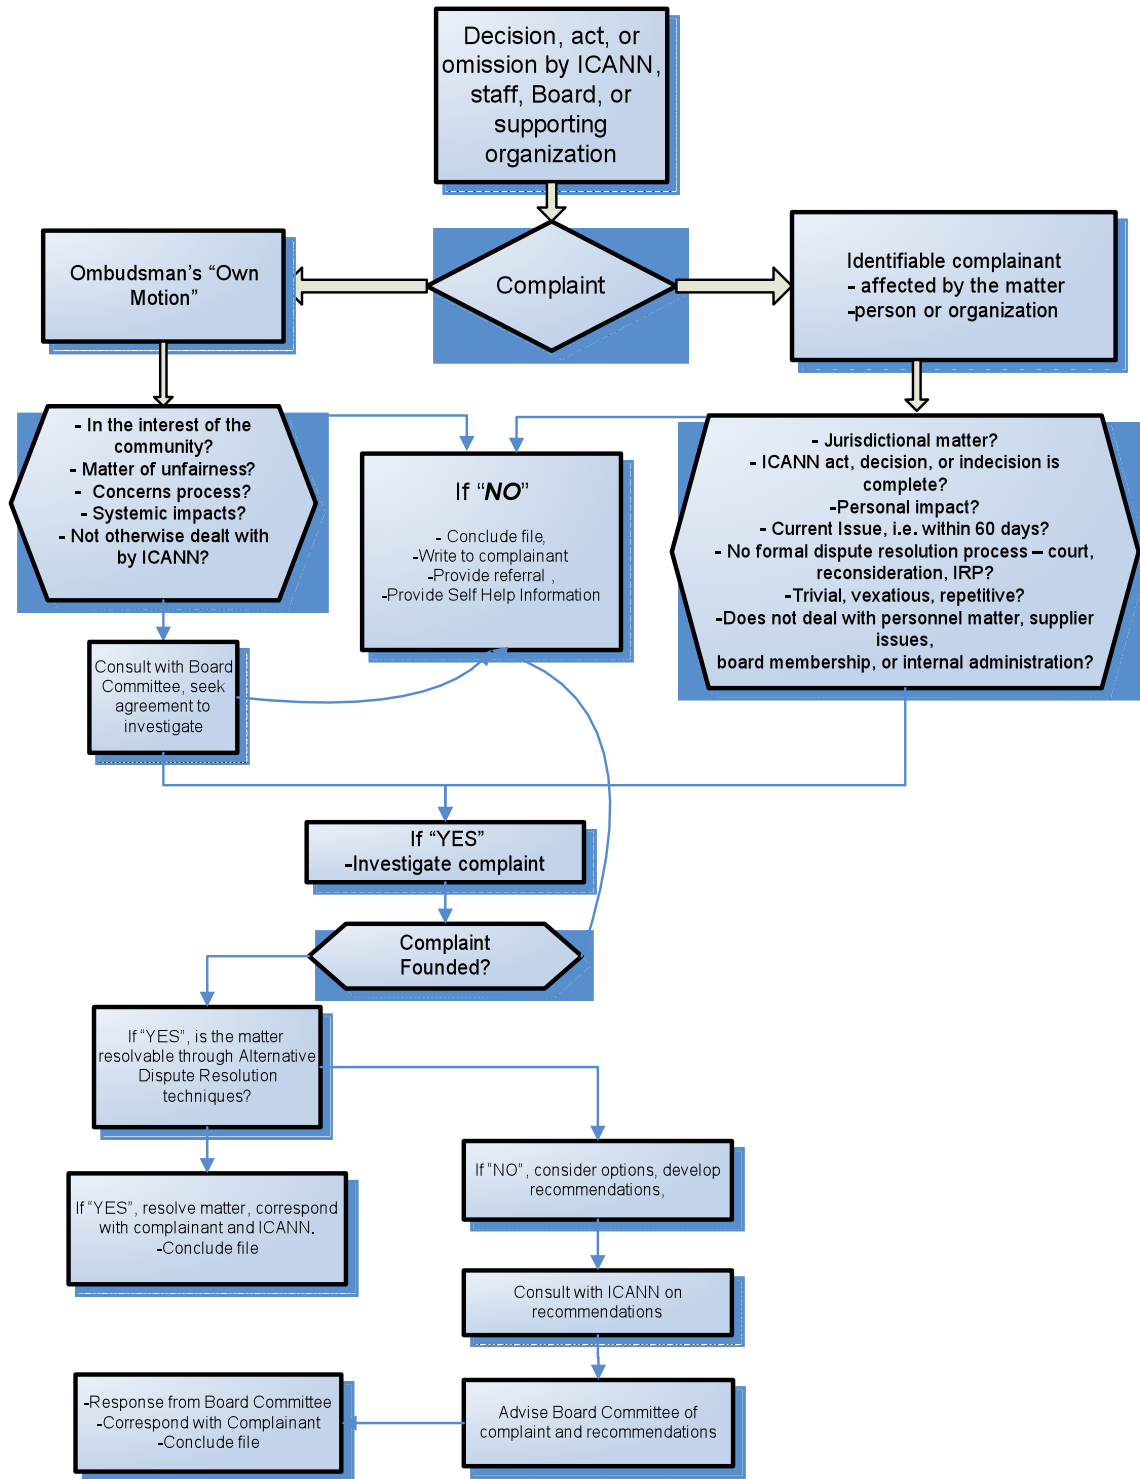 Decision, act, or
omission by ICANN,
staff, Board, or
supporting
organization
Complaint
Ombudsman's “Own
Motion”
Identifiable complainant
- affected by the matter
-person or organization
- In the interest of the
community?
- Matter of unfairness?
- Concerns process?
- Systemic impacts?
- Not otherwise dealt with
by ICANN?
If “NO”
- Conclude file,
-Write to complainant
-Provide referral ,
-Provide Self Help Information
- Jurisdictional matter?
- ICANN act, decision, or indecision is
complete?
-Personal impact?
- Current Issue, i.e. within 60 days?
- No formal dispute resolution process – court,
reconsideration, IRP?
- Trivial, vexatious, repetitive?
-Does not deal with personnel matter, supplier
issues,
board membership, or internal administration?
Consult with Board
Committee, seek
agreement to
investigate
If “YES”
-Investigate complaint
Complaint
Founded?
If “YES”, is the matter
resolvable through Alternative
Dispute Resolution
techniques?
If “NO”, consider options, develop
recommendations,
If “YES”, resolve matter, correspond
with complainant and ICANN.
-Conclude file
Consult with ICANN on
recommendations
Advise Board Committee of
complaint and recommendations
-Response from Board Committee
-Correspond with Complainant
-Conclude file